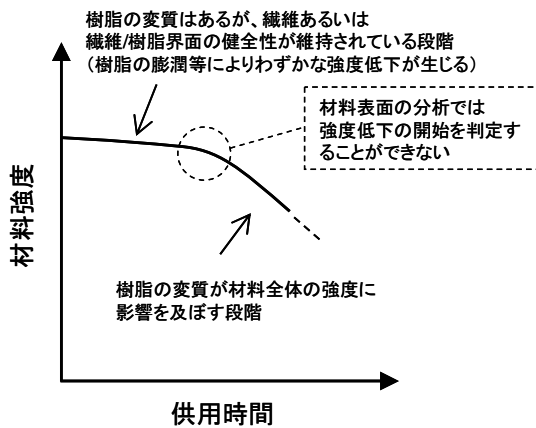 樹脂の変質はあるが、繊維あるいは
繊維/樹脂界面の健全性が維持されている段階
（樹脂の膨潤等によりわずかな強度低下が生じる）
材料表面の分析では
強度低下の開始を判定す
ることができない
材料強度
樹脂の変質が材料全体の強度に
影響を及ぼす段階
供用時間